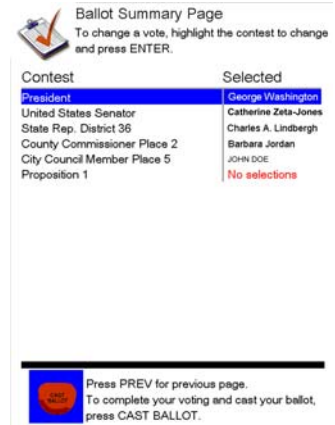 Ballot Summary Page
To change a vote, highlight the contest to change
and press ENTER.
Contest Selected
President George Washington
United States Senator Catherine Zeta-Jones
State Rep. District 36 Charles A. Lindbergh
County Commissioner Place 2 Barbara Jordan
City Council Member Place 5 JOHN DOE
Proposition 1 No selections
CAST
BALLOT
Press PREV for previous page.
To complete your voting and cast your ballot,
press CAST BALLOT.